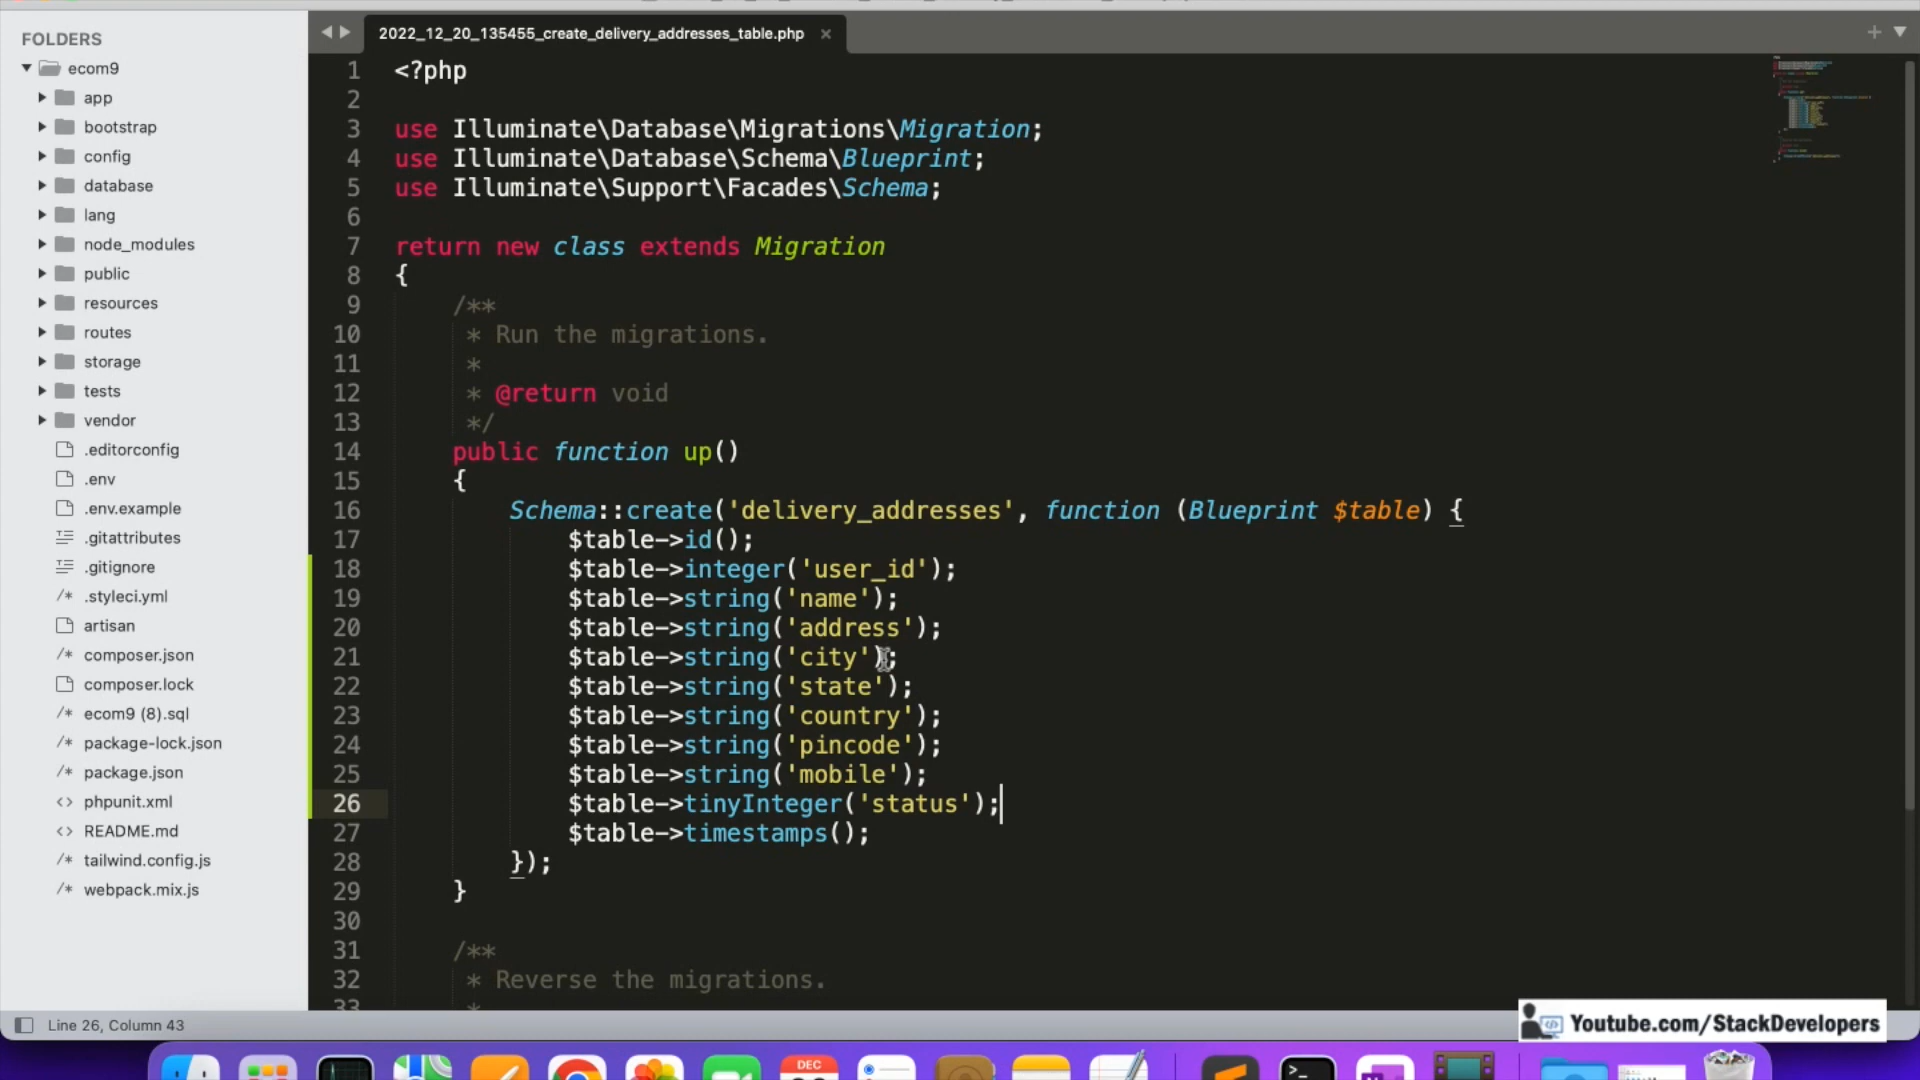 FOLDERS
ecom9
app
bootstrap
config
database
lang
node_modules
public
resources
routes
storage
tests
vendor
.editorconfig
.env
.env.example
.gitattributes
.gitignore
/* .styleci.yml
artisan
/* composer.json
composer.lock
/* ecom9 (8).sql
/* package-lock.json
/* package.json
<> phpunit.xml
<> README.md
/* tailwind.config.js
/* webpack.mix.js
2022_12_20_135455_create_delivery_addresses_table.php ×
1 <?php
2
3 use Illuminate\Database\Migrations\Migration;
4 use Illuminate\Database\Schema\Blueprint;
5 use Illuminate\Support\Facades\Schema;
6
7 return new class extends Migration
8 {
9 /**
10 * Run the migrations.
11 *
12 * @return void
13 */
14 public function up()
15 {
16 Schema::create('delivery_addresses', function (Blueprint $table) {
17 $table->id();
18 $table->integer('user_id');
19 $table->string('name');
20 $table->string('address');
21 $table->string('city');
22 $table->string('state');
23 $table->string('country');
24 $table->string('pincode');
25 $table->string('mobile');
26 $table->tinyInteger('status');
27 $table->timestamps();
28 });
29 }
30
31 /**
32 * Reverse the migrations.
33 *
Line 26, Column 43
Youtube.com/StackDevelopers
DEC